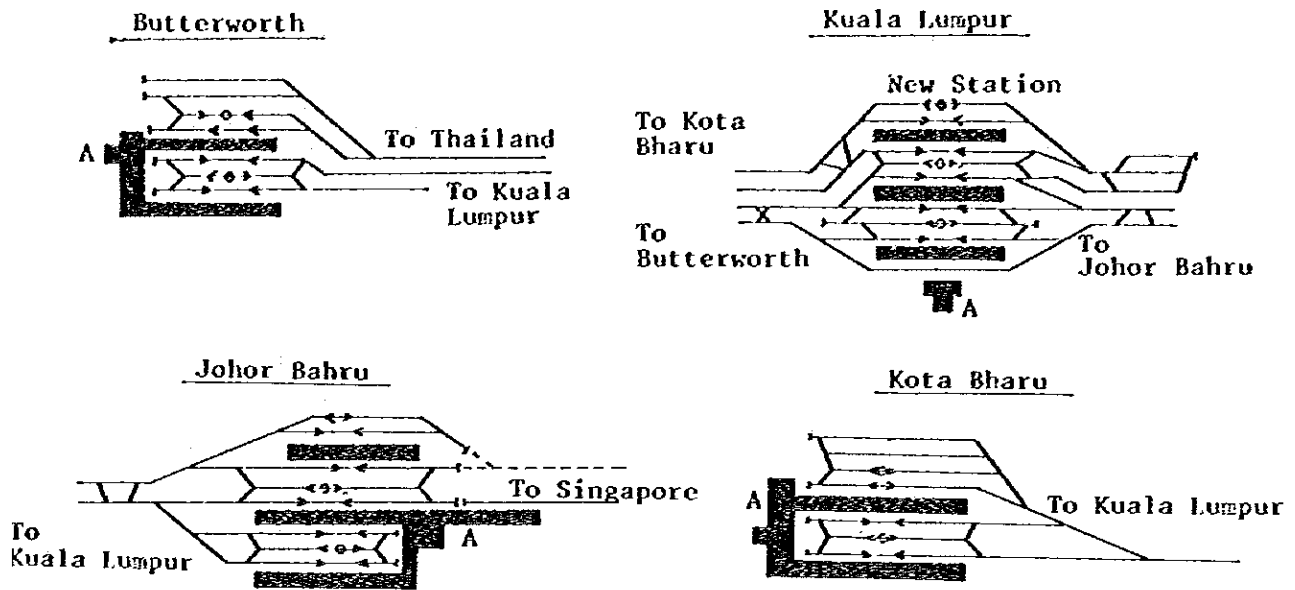 Butterworth
A
To Thailand
To Kuala
Lumpur
Kuala Lumpur
New Station
To Kota
Bharu
To
Butterworth
To
Johor Bahru
A
Johor Bahru
To Singapore
A
To
Kuala Lumpur
Kota Bharu
A
To Kuala Lumpur